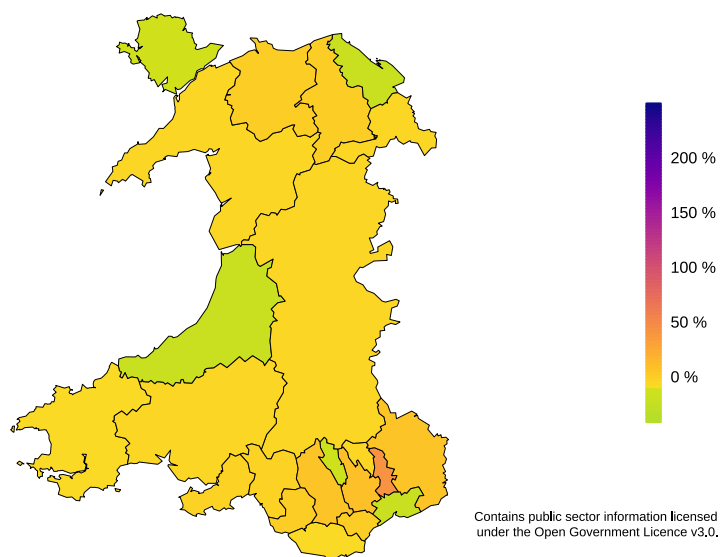 200 %
150 %
100 %
50 %
0 %
Contains public sector information licensed
under the Open Government Licence v3.0.